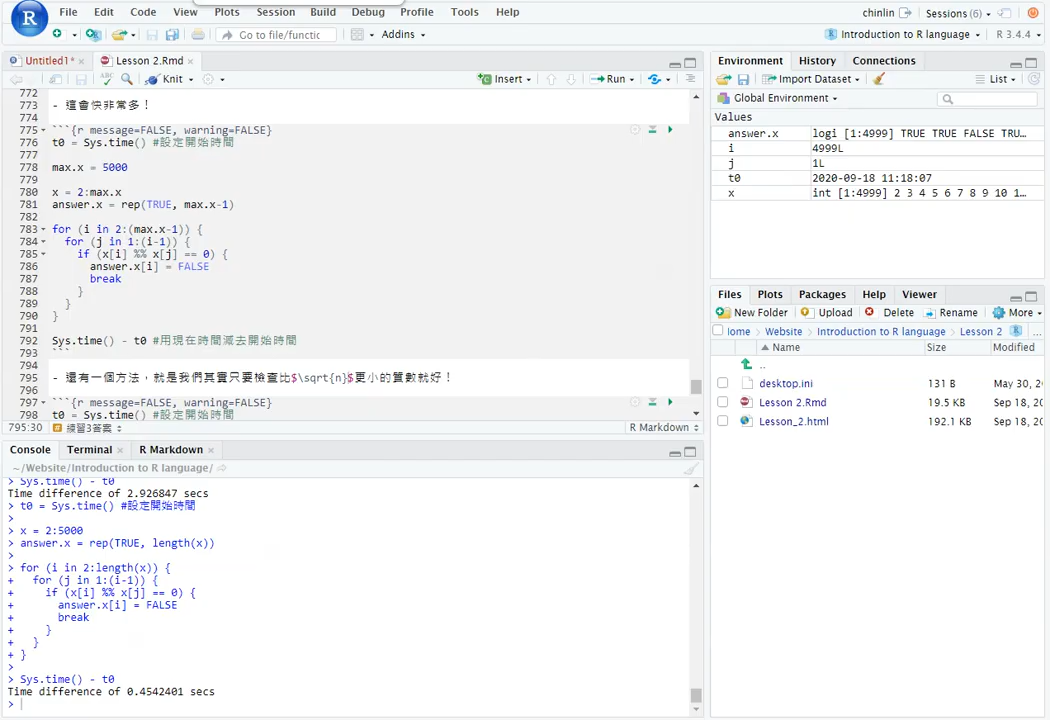 R
File Edit Code View Plots Session Build Debug Profile Tools Help
chinlin Sessions (6)
Go to file/functic Addins
Introduction to R language R 3.4.4
Untitled1* Lesson 2.Rmd
ABC Knit Insert Run
772
773 - 這會快非常多！
774
775 ```{r message=FALSE, warning=FALSE}
776 t0 = Sys.time() #設定開始時間
777
778 max.x = 5000
779
780 x = 2:max.x
781 answer.x = rep(TRUE, max.x-1)
782
783 for (i in 2:(max.x-1)) {
784 for (j in 1:(i-1)) {
785 if (x[i] %% x[j] == 0) {
786 answer.x[i] = FALSE
787 break
788 }
789 }
790 }
791
792 Sys.time() - t0 #用現在時間減去開始時間
793 ```
794
795 - 還有一個方法，就是我們其實只要檢查比$\sqrt{n}$更小的質數就好！
796
797 ```{r message=FALSE, warning=FALSE}
798 t0 = Sys.time() #設定開始時間
795:30 # 練習3答案 R Markdown
Console Terminal R Markdown
~/Website/Introduction to R language/
> Sys.time() - t0
Time difference of 2.926847 secs
> t0 = Sys.time() #設定開始時間
>
> x = 2:5000
> answer.x = rep(TRUE, length(x))
>
> for (i in 2:length(x)) {
+ for (j in 1:(i-1)) {
+ if (x[i] %% x[j] == 0) {
+ answer.x[i] = FALSE
+ break
+ }
+ }
+ }
>
> Sys.time() - t0
Time difference of 0.4542401 secs
>
Environment History Connections
Import Dataset List
Global Environment
Values
answer.x logi [1:4999] TRUE TRUE FALSE TRU…
i 4999L
j 1L
t0 2020-09-18 11:18:07
x int [1:4999] 2 3 4 5 6 7 8 9 10 1…
Files Plots Packages Help Viewer
New Folder Upload Delete Rename More
lome Website Introduction to R language Lesson 2 ...
Name Size Modified
..
desktop.ini 131 B May 30, 20
Lesson 2.Rmd 19.5 KB Sep 18, 20
Lesson_2.html 192.1 KB Sep 18, 20